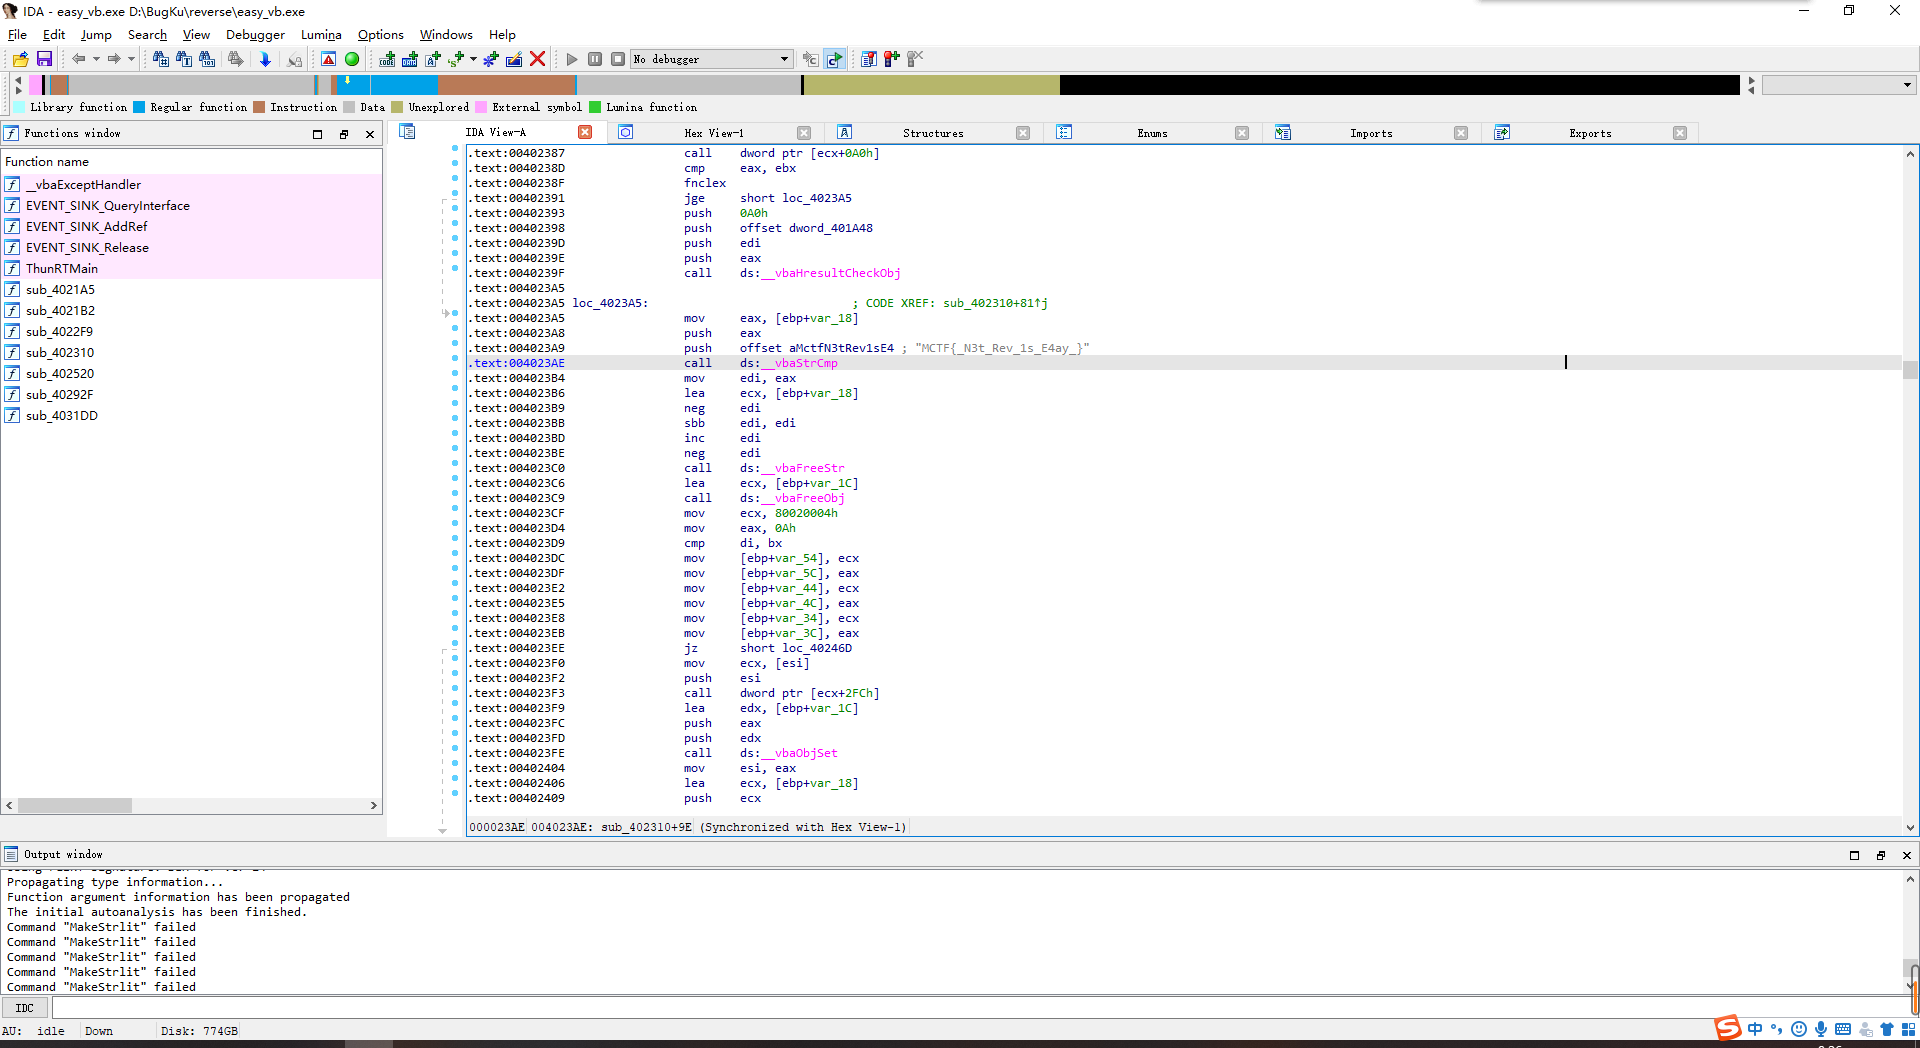 IDA - easy_vb.exe D:\BugKu\reverse\easy_vb.exe
File Edit Jump Search View Debugger Lumina Options Windows Help
No debugger
Library function Regular function Instruction Data Unexplored External symbol Lumina function
Functions window
IDA View-A Hex View-1 Structures Enums Imports Exports
Function name
__vbaExceptHandler
EVENT_SINK_QueryInterface
EVENT_SINK_AddRef
EVENT_SINK_Release
ThunRTMain
sub_4021A5
sub_4021B2
sub_4022F9
sub_402310
sub_402520
sub_40292F
sub_4031DD
.text:00402387 call dword ptr [ecx+0A0h]
.text:0040238D cmp eax, ebx
.text:0040238F fnclex
.text:00402391 jge short loc_4023A5
.text:00402393 push 0A0h
.text:00402398 push offset dword_401A48
.text:0040239D push edi
.text:0040239E push eax
.text:0040239F call ds:__vbaHresultCheckObj
.text:004023A5
.text:004023A5 loc_4023A5: ; CODE XREF: sub_402310+81↑j
.text:004023A5 mov eax, [ebp+var_18]
.text:004023A8 push eax
.text:004023A9 push offset aMctfN3tRev1sE4 ; "MCTF{_N3t_Rev_1s_E4ay_}"
.text:004023AE call ds:__vbaStrCmp
.text:004023B4 mov edi, eax
.text:004023B6 lea ecx, [ebp+var_18]
.text:004023B9 neg edi
.text:004023BB sbb edi, edi
.text:004023BD inc edi
.text:004023BE neg edi
.text:004023C0 call ds:__vbaFreeStr
.text:004023C6 lea ecx, [ebp+var_1C]
.text:004023C9 call ds:__vbaFreeObj
.text:004023CF mov ecx, 80020004h
.text:004023D4 mov eax, 0Ah
.text:004023D9 cmp di, bx
.text:004023DC mov [ebp+var_54], ecx
.text:004023DF mov [ebp+var_5C], eax
.text:004023E2 mov [ebp+var_44], ecx
.text:004023E5 mov [ebp+var_4C], eax
.text:004023E8 mov [ebp+var_34], ecx
.text:004023EB mov [ebp+var_3C], eax
.text:004023EE jz short loc_40246D
.text:004023F0 mov ecx, [esi]
.text:004023F2 push esi
.text:004023F3 call dword ptr [ecx+2FCh]
.text:004023F9 lea edx, [ebp+var_1C]
.text:004023FC push eax
.text:004023FD push edx
.text:004023FE call ds:__vbaObjSet
.text:00402404 mov esi, eax
.text:00402406 lea ecx, [ebp+var_18]
.text:00402409 push ecx
000023AE 004023AE: sub_402310+9E (Synchronized with Hex View-1)
Output window
Propagating type information...
Function argument information has been propagated
The initial autoanalysis has been finished.
Command "MakeStrlit" failed
Command "MakeStrlit" failed
Command "MakeStrlit" failed
Command "MakeStrlit" failed
Command "MakeStrlit" failed
IDC
AU: idle Down Disk: 774GB
中